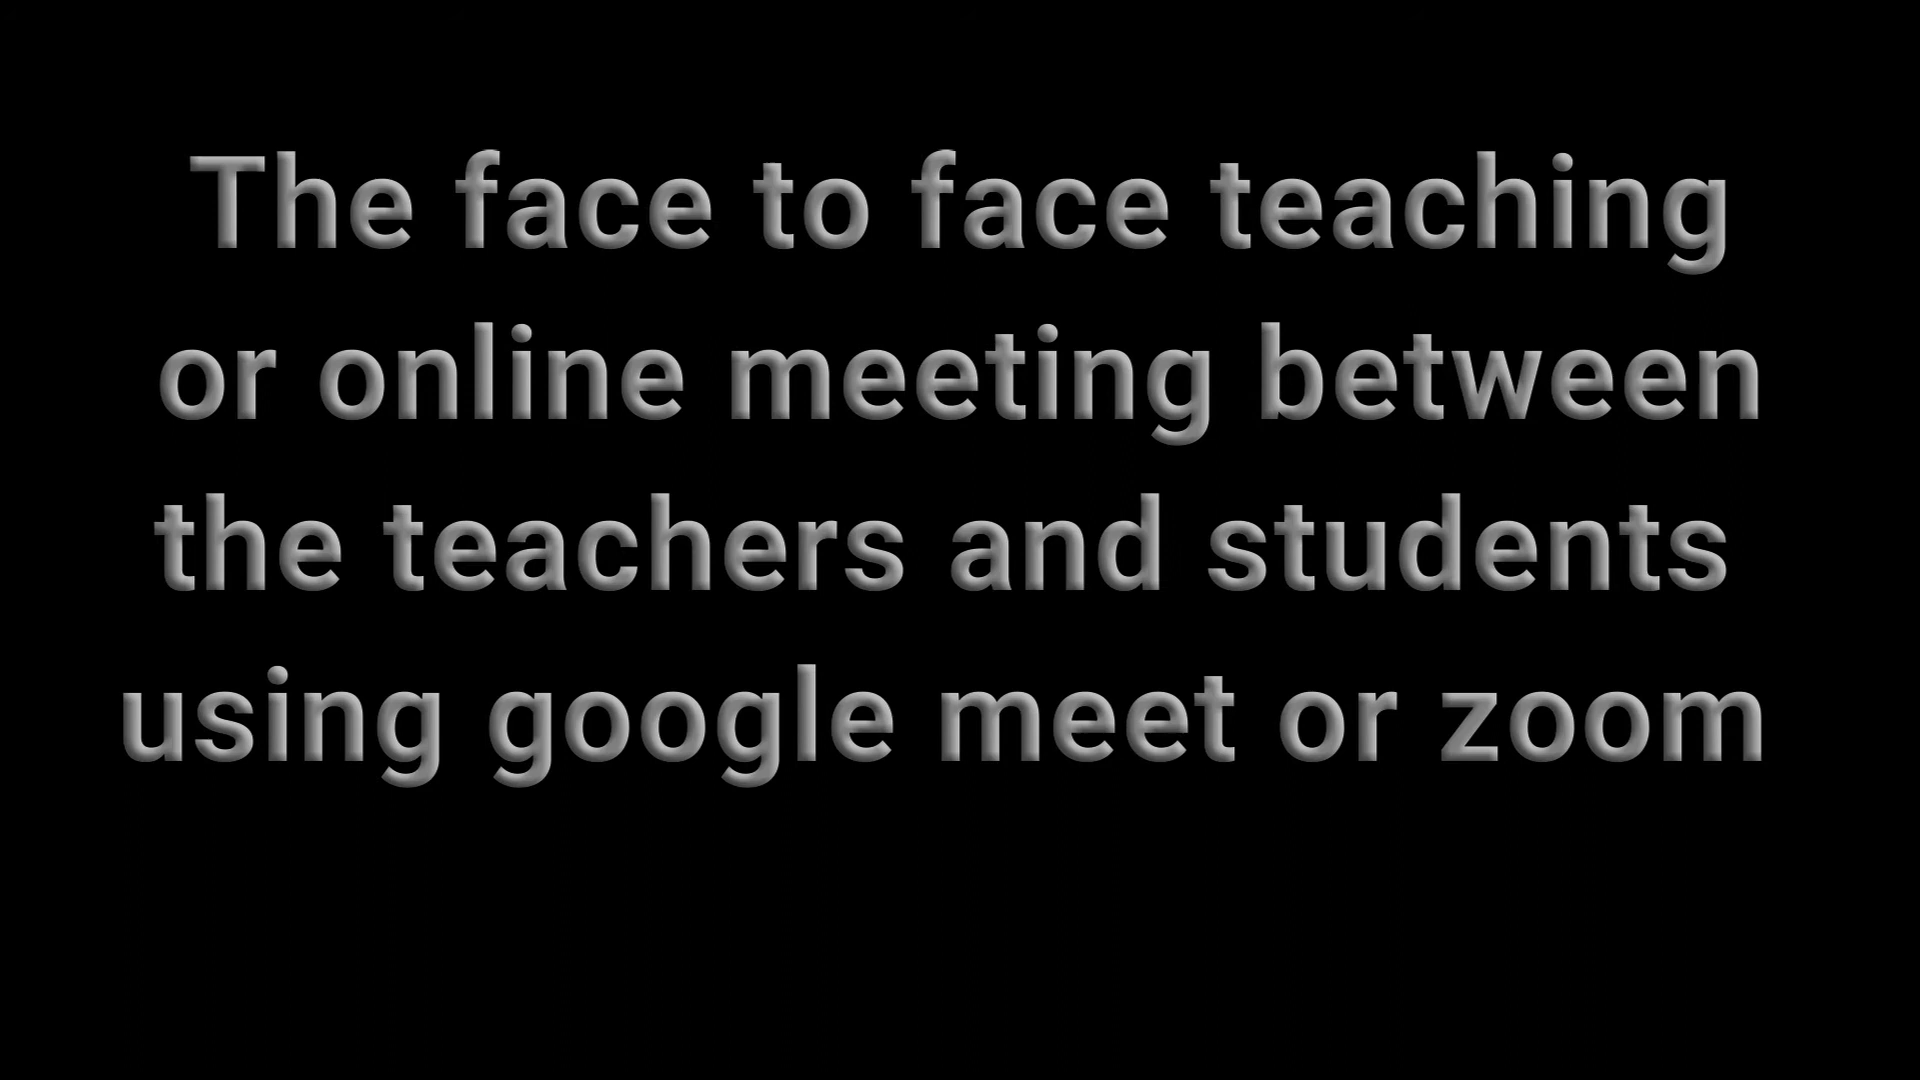 The face to face teaching
or online meeting between
the teachers and students
using google meet or zoom